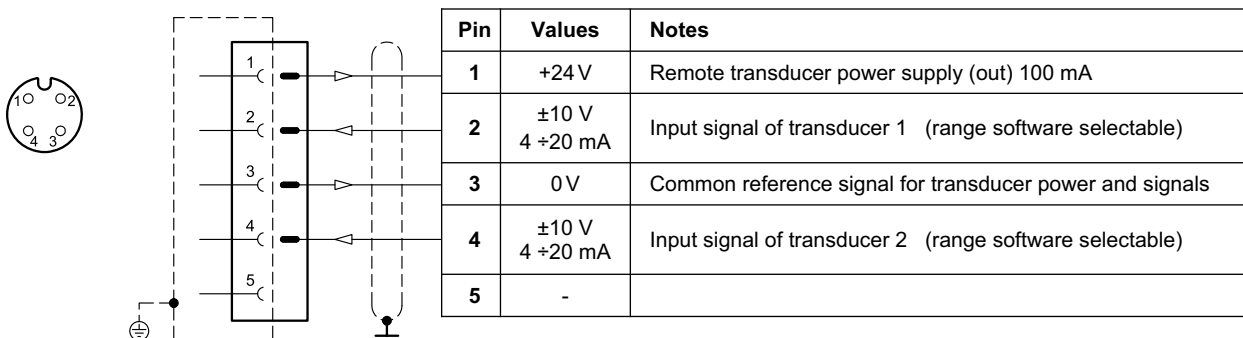 1 2
4 3
1
2
3
4
5
Pin Values Notes
1 +24 V Remote transducer power supply (out) 100 mA
2 ±10 V
4 ÷20 mA Input signal of transducer 1 (range software selectable)
3 0 V Common reference signal for transducer power and signals
4 ±10 V
4 ÷20 mA Input signal of transducer 2 (range software selectable)
5 -